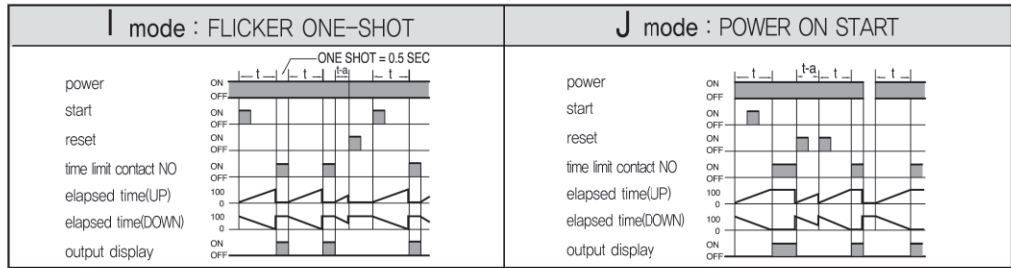 I mode : FLICKER ONE-SHOT
ONE SHOT = 0.5 SEC
t t t-a t
power ON
OFF
start ON
OFF
reset ON
OFF
time limit contact NO ON
OFF
elapsed time(UP) 100
0
elapsed time(DOWN) 100
0
output display ON
OFF
J mode : POWER ON START
t t-a t t
power ON
OFF
start ON
OFF
reset ON
OFF
time limit contact NO ON
OFF
elapsed time(UP) 100
0
elapsed time(DOWN) 100
0
output display ON
OFF